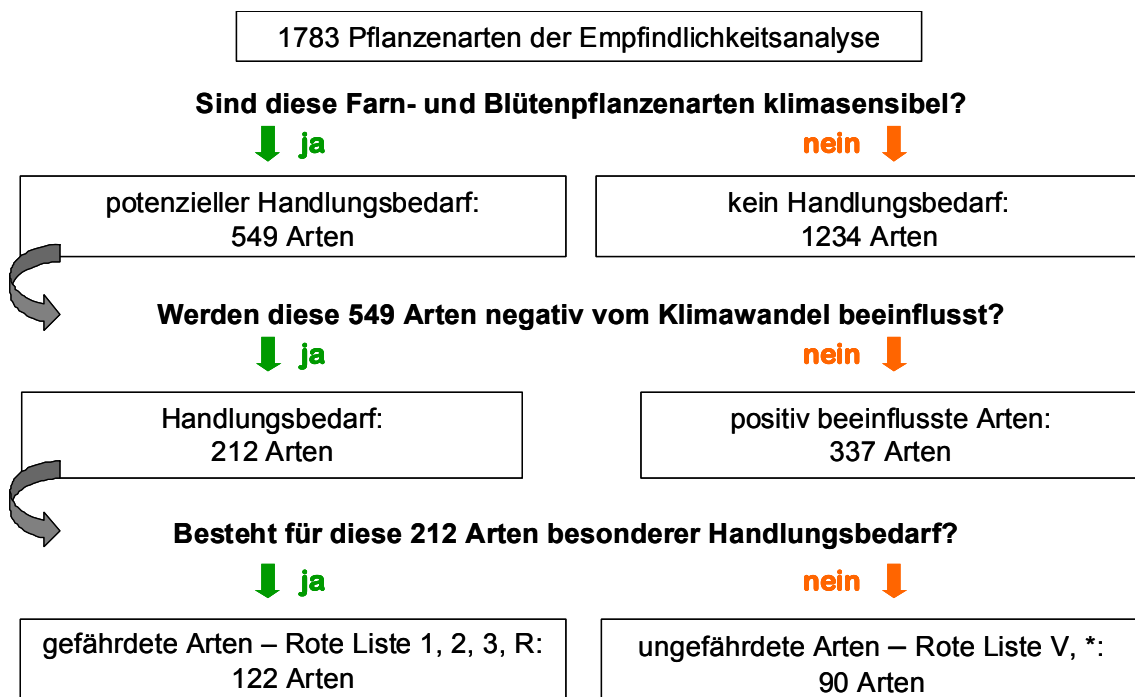 1783 Pflanzenarten der Empfindlichkeitsanalyse
Sind diese Farn- und Blütenpflanzenarten klimasensibel?
ja
nein
potenzieller Handlungsbedarf:
549 Arten
kein Handlungsbedarf:
1234 Arten
Werden diese 549 Arten negativ vom Klimawandel beeinflusst?
ja
nein
Handlungsbedarf:
212 Arten
positiv beeinflusste Arten:
337 Arten
Besteht für diese 212 Arten besonderer Handlungsbedarf?
ja
nein
gefährdete Arten – Rote Liste 1, 2, 3, R:
122 Arten
ungefährdete Arten – Rote Liste V, *:
90 Arten